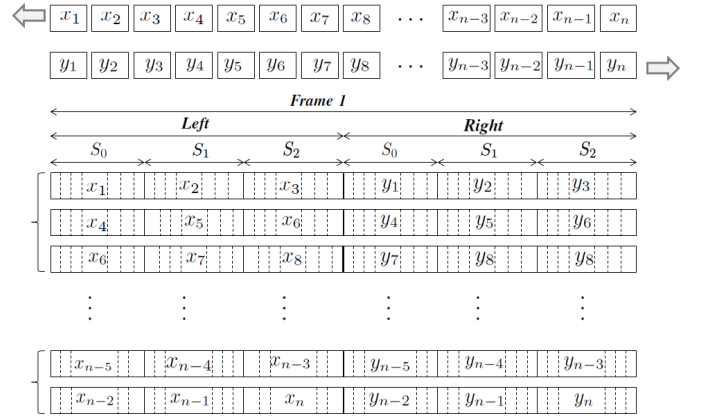 x₁ x₂ x₃ x₄ x₅ x₆ x₇ x₈ ... xₙ₋₃ xₙ₋₂ xₙ₋₁ xₙ
y₁ y₂ y₃ y₄ y₅ y₆ y₇ y₈ ... yₙ₋₃ yₙ₋₂ yₙ₋₁ yₙ
Frame 1
Left Right
S₀ S₁ S₂ S₀ S₁ S₂
x₁ x₂ x₃ y₁ y₂ y₃
x₄ x₅ x₆ y₄ y₅ y₆
x₆ x₇ x₈ y₇ y₈ y₈
⋮ ⋮ ⋮ ⋮ ⋮ ⋮
xₙ₋₅ xₙ₋₄ xₙ₋₃ yₙ₋₅ yₙ₋₄ yₙ₋₃
xₙ₋₂ xₙ₋₁ xₙ yₙ₋₂ yₙ₋₁ yₙ